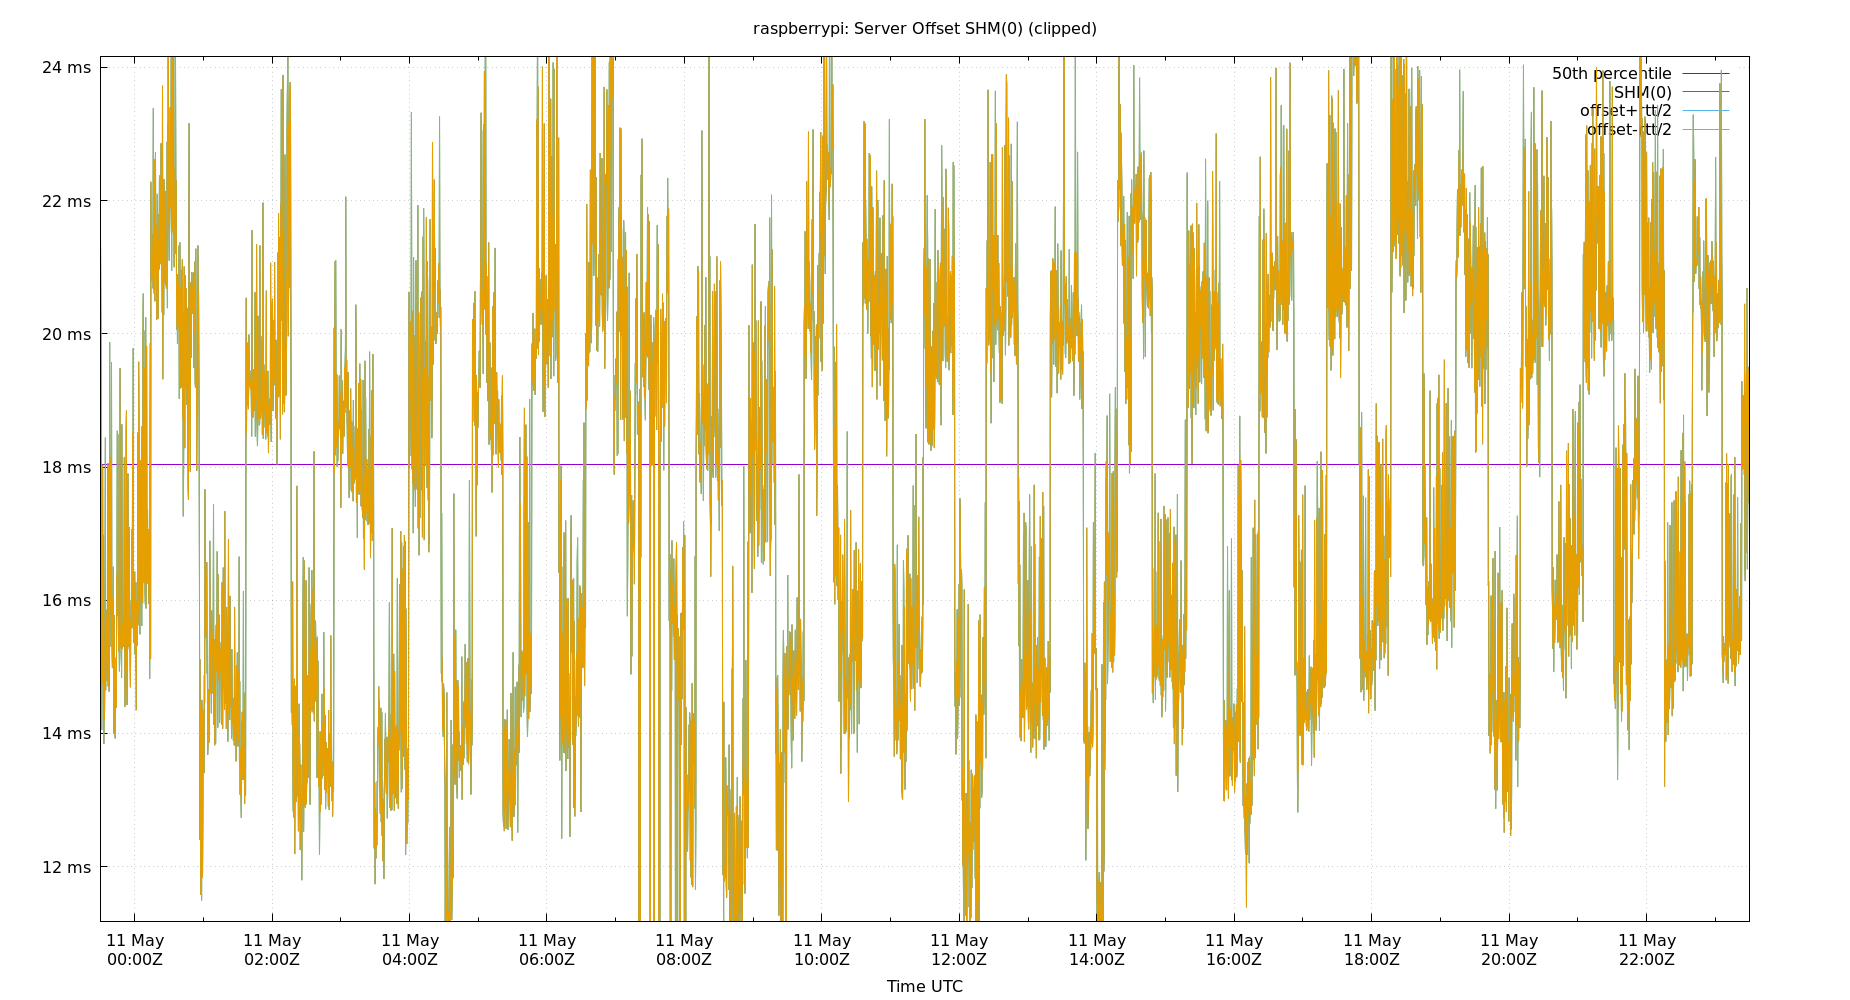 raspberrypi: Server Offset SHM(0) (clipped)
24 ms
22 ms
20 ms
18 ms
16 ms
14 ms
12 ms
50th percentile
SHM(0)
offset+rtt/2
offset-rtt/2
11 May 11 May 11 May 11 May 11 May 11 May 11 May 11 May 11 May 11 May 11 May 11 May
00:00Z 02:00Z 04:00Z 06:00Z 08:00Z 10:00Z 12:00Z 14:00Z 16:00Z 18:00Z 20:00Z 22:00Z
Time UTC